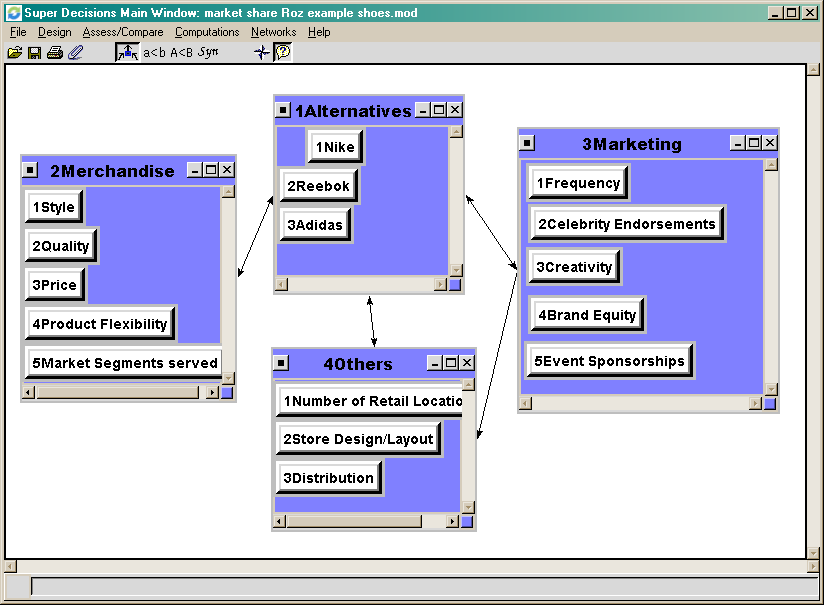 Super Decisions Main Window: market share Roz example shoes.mod
File Design Assess/Compare Computations Networks Help
a<b A<B Syn
1Alternatives
1Nike
2Reebok
3Adidas
2Merchandise
1Style
2Quality
3Price
4Product Flexibility
5Market Segments served
3Marketing
1Frequency
2Celebrity Endorsements
3Creativity
4Brand Equity
5Event Sponsorships
4Others
1Number of Retail Locatio
2Store Design/Layout
3Distribution